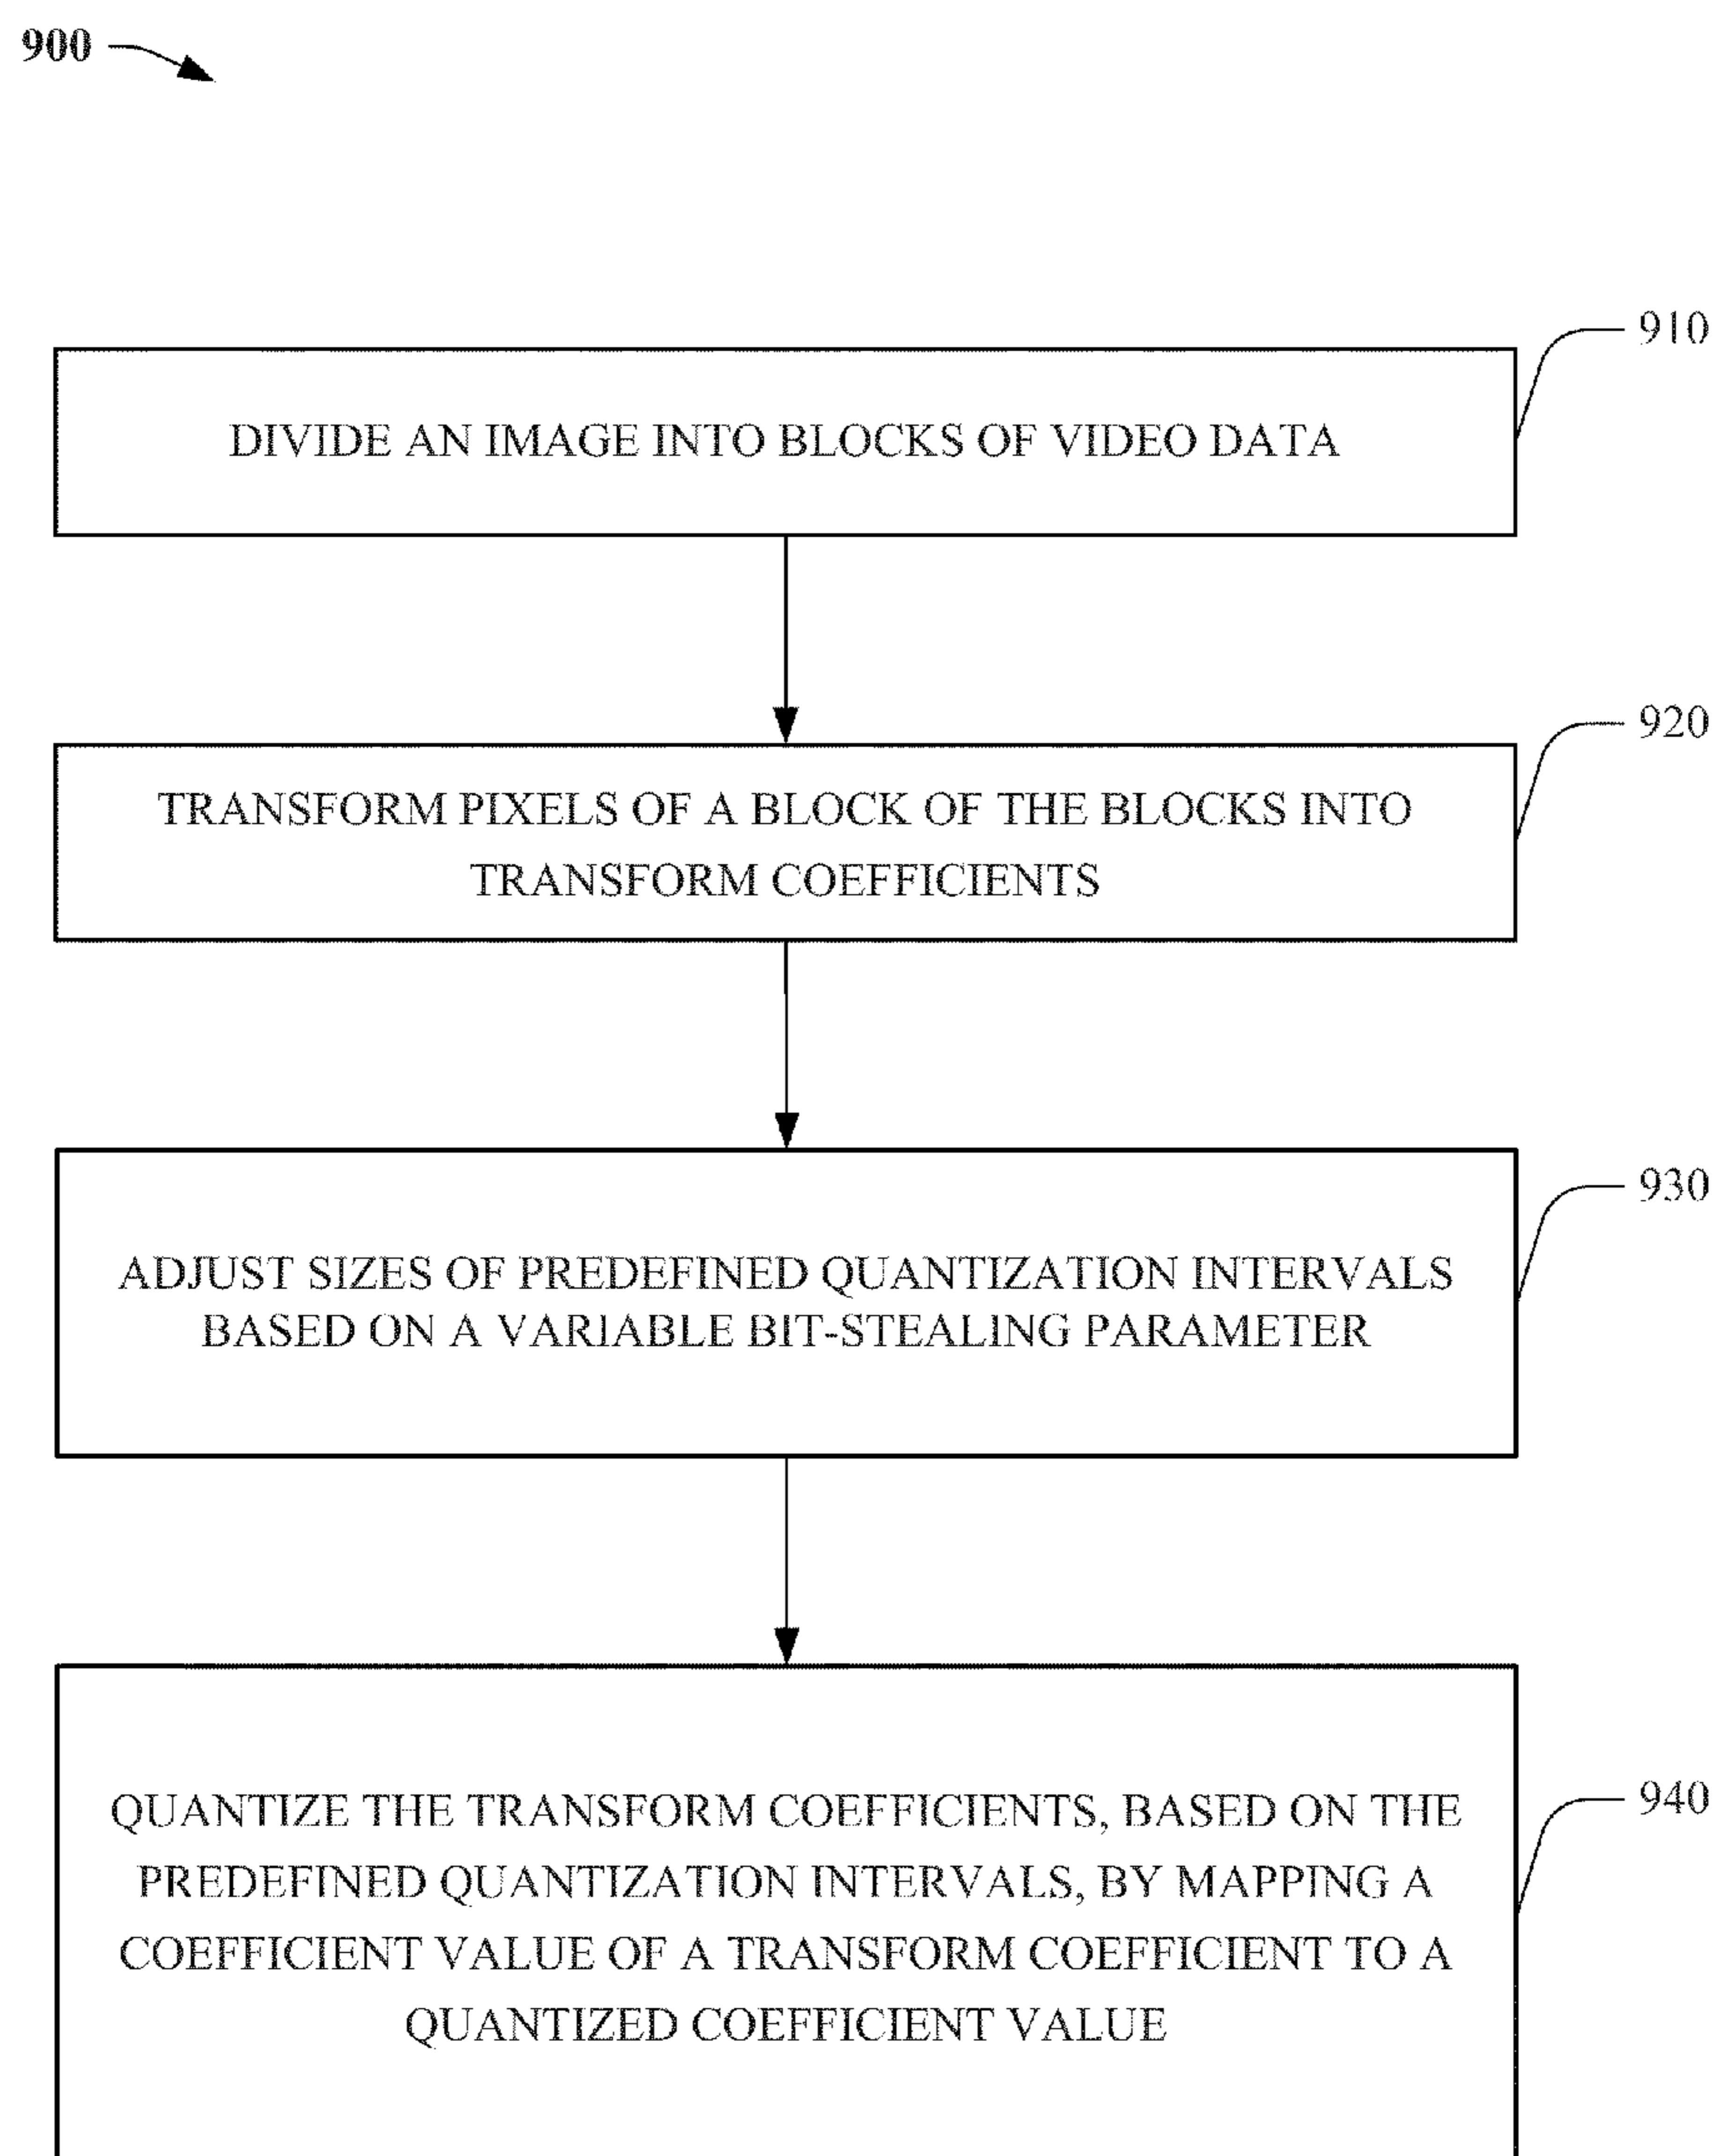 900
910
DIVIDE AN IMAGE INTO BLOCKS OF VIDEO DATA
920
TRANSFORM PIXELS OF A BLOCK OF THE BLOCKS INTO
TRANSFORM COEFFICIENTS
930
ADJUST SIZES OF PREDEFINED QUANTIZATION INTERVALS
BASED ON A VARIABLE BIT-STEALING PARAMETER
940
QUANTIZE THE TRANSFORM COEFFICIENTS, BASED ON THE
PREDEFINED QUANTIZATION INTERVALS, BY MAPPING A
COEFFICIENT VALUE OF A TRANSFORM COEFFICIENT TO A
QUANTIZED COEFFICIENT VALUE